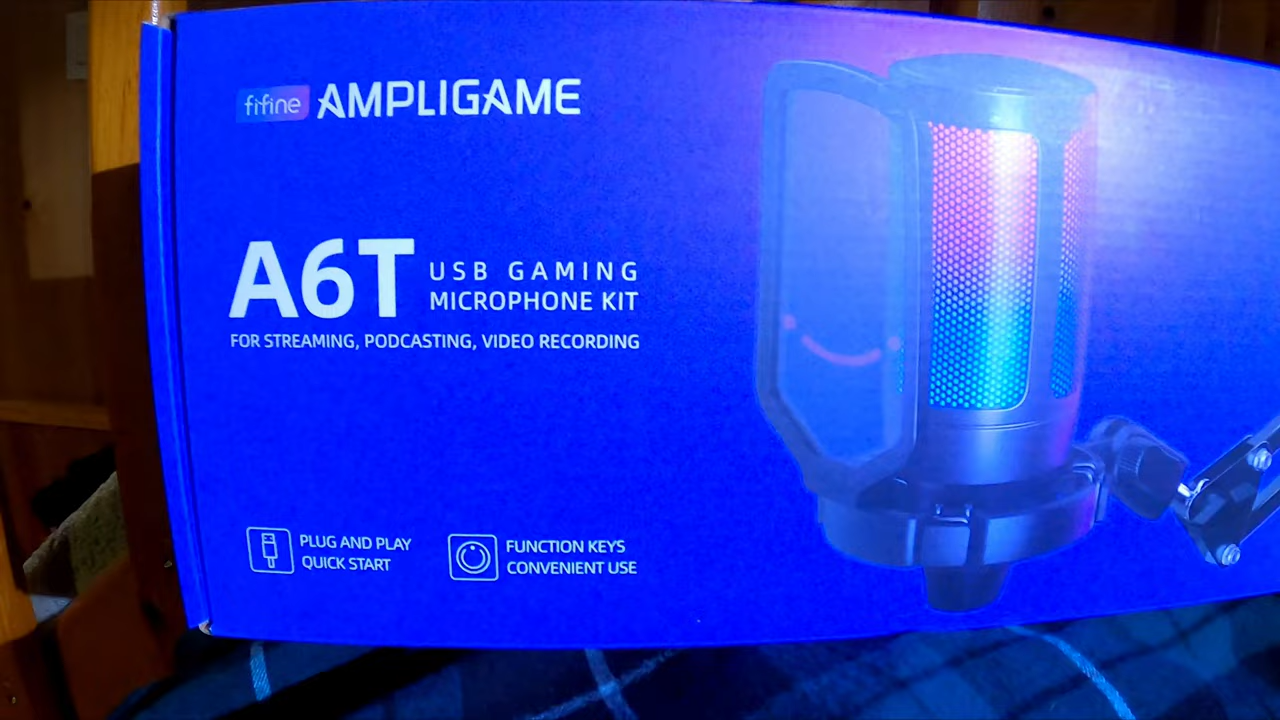 fifine AMPLIGAME
A6T USB GAMING
MICROPHONE KIT
FOR STREAMING, PODCASTING, VIDEO RECORDING
PLUG AND PLAY
QUICK START
FUNCTION KEYS
CONVENIENT USE